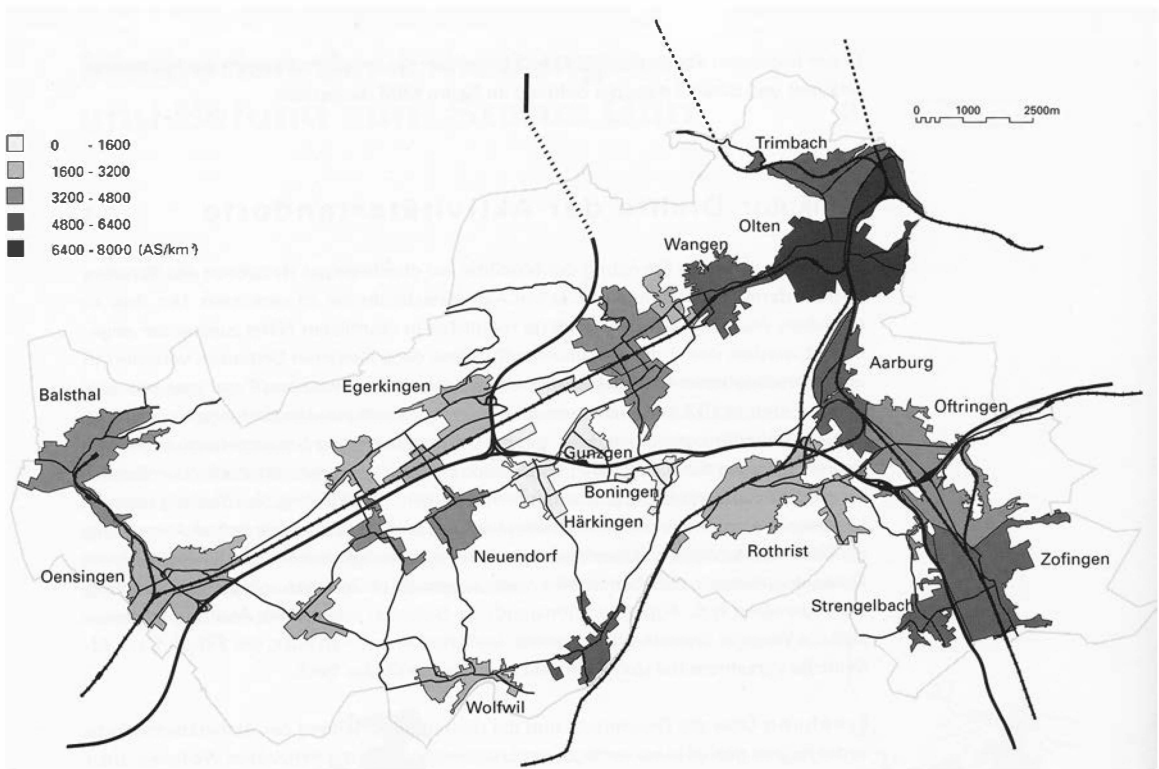 0 1000 2500m
0 - 1600
1600 - 3200
3200 - 4800
4800 - 6400
6400 - 8000 (AS/km²)
Trimbach
Olten
Wangen
Aarburg
Egerkingen
Balsthal
Oftringen
Gunzgen
Boningen
Härkingen
Neuendorf
Rothrist
Zofingen
Oensingen
Strengelbach
Wolfwil